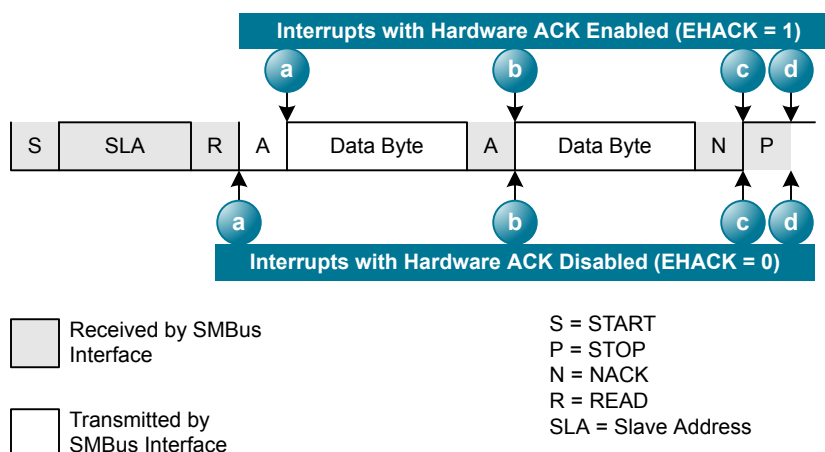 Interrupts with Hardware ACK Enabled (EHACK = 1)
a b c d
S SLA R A Data Byte A Data Byte N P
a b c d
Interrupts with Hardware ACK Disabled (EHACK = 0)
Received by SMBus
Interface
Transmitted by
SMBus Interface
S = START
P = STOP
N = NACK
R = READ
SLA = Slave Address